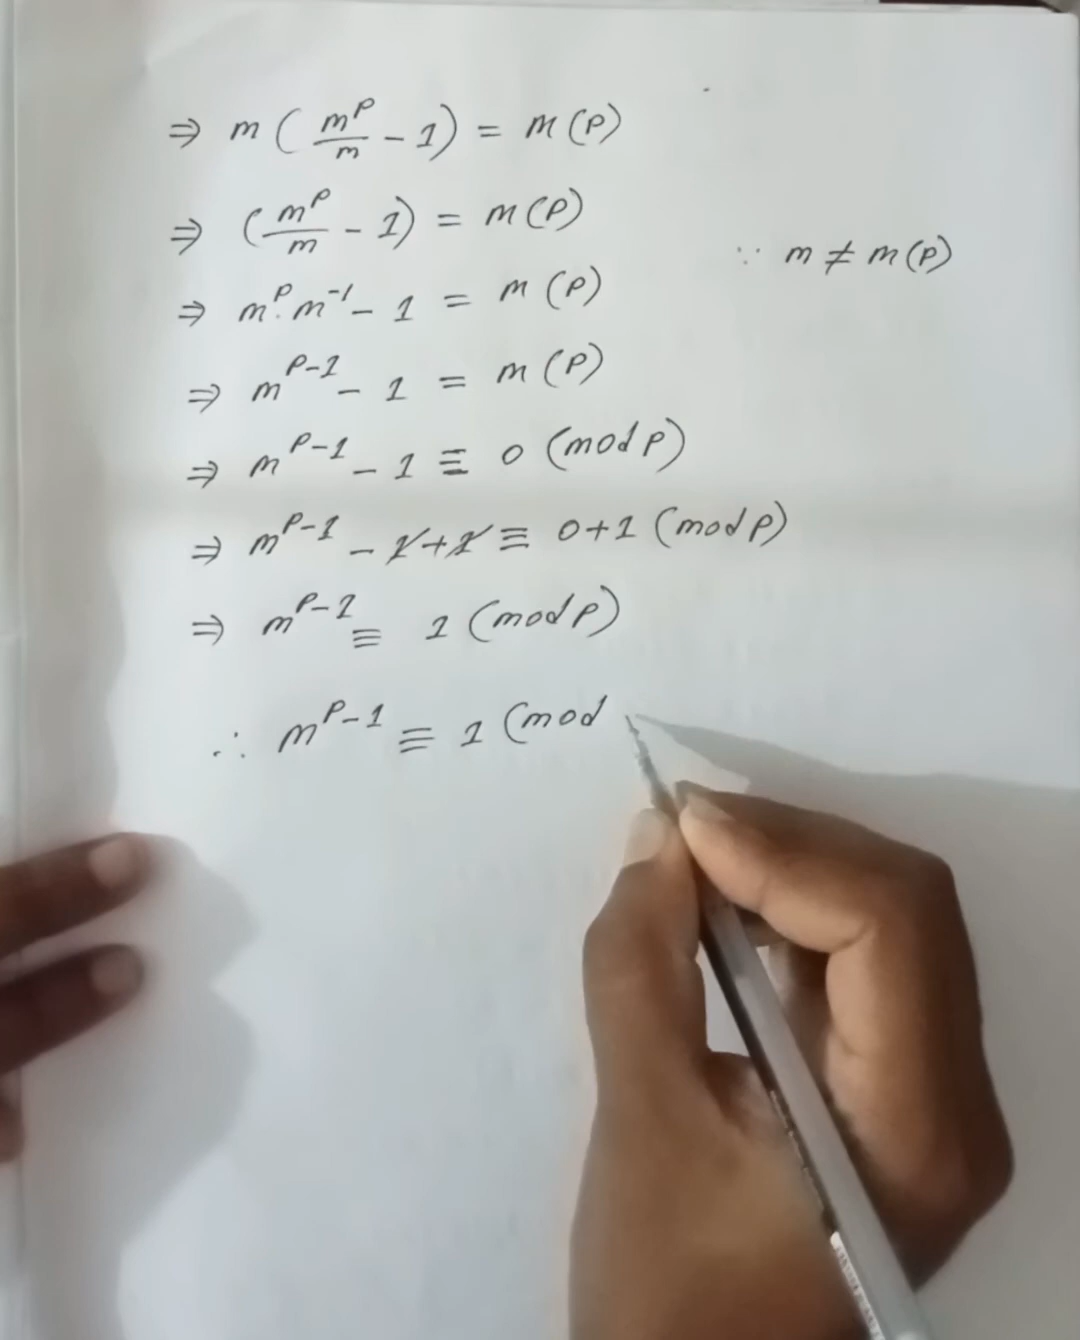 ⇒ m ( m^p/m - 1) = m(p)
⇒ (m^p/m - 1) = m(p) ∵ m ≠ m(p)
⇒ m^p.m^-1 - 1 = m(p)
⇒ m^p-1 - 1 = m(p)
⇒ m^p-1 - 1 ≡ 0 (mod p)
⇒ m^p-1 - 1+1 ≡ 0+1 (mod p)
⇒ m^p-1 ≡ 1 (mod p)
∴ m^p-1 ≡ 1 (mod